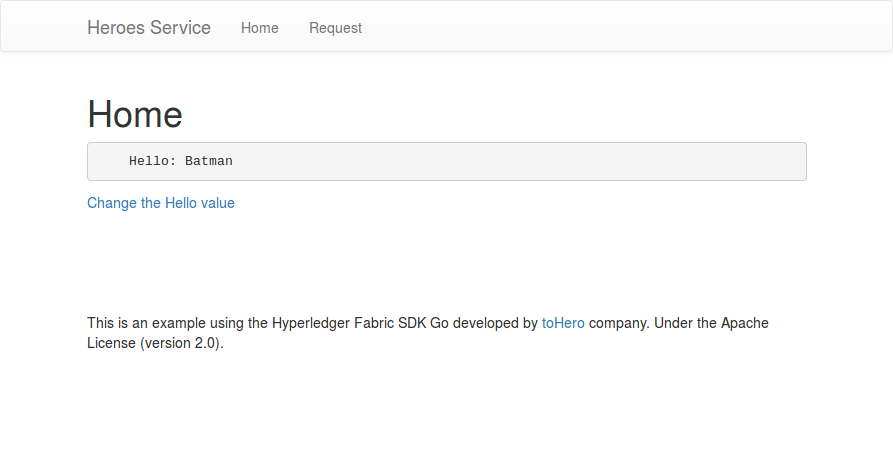 Heroes Service Home Request
Home
Hello: Batman
Change the Hello value
This is an example using the Hyperledger Fabric SDK Go developed by toHero company. Under the Apache
License (version 2.0).